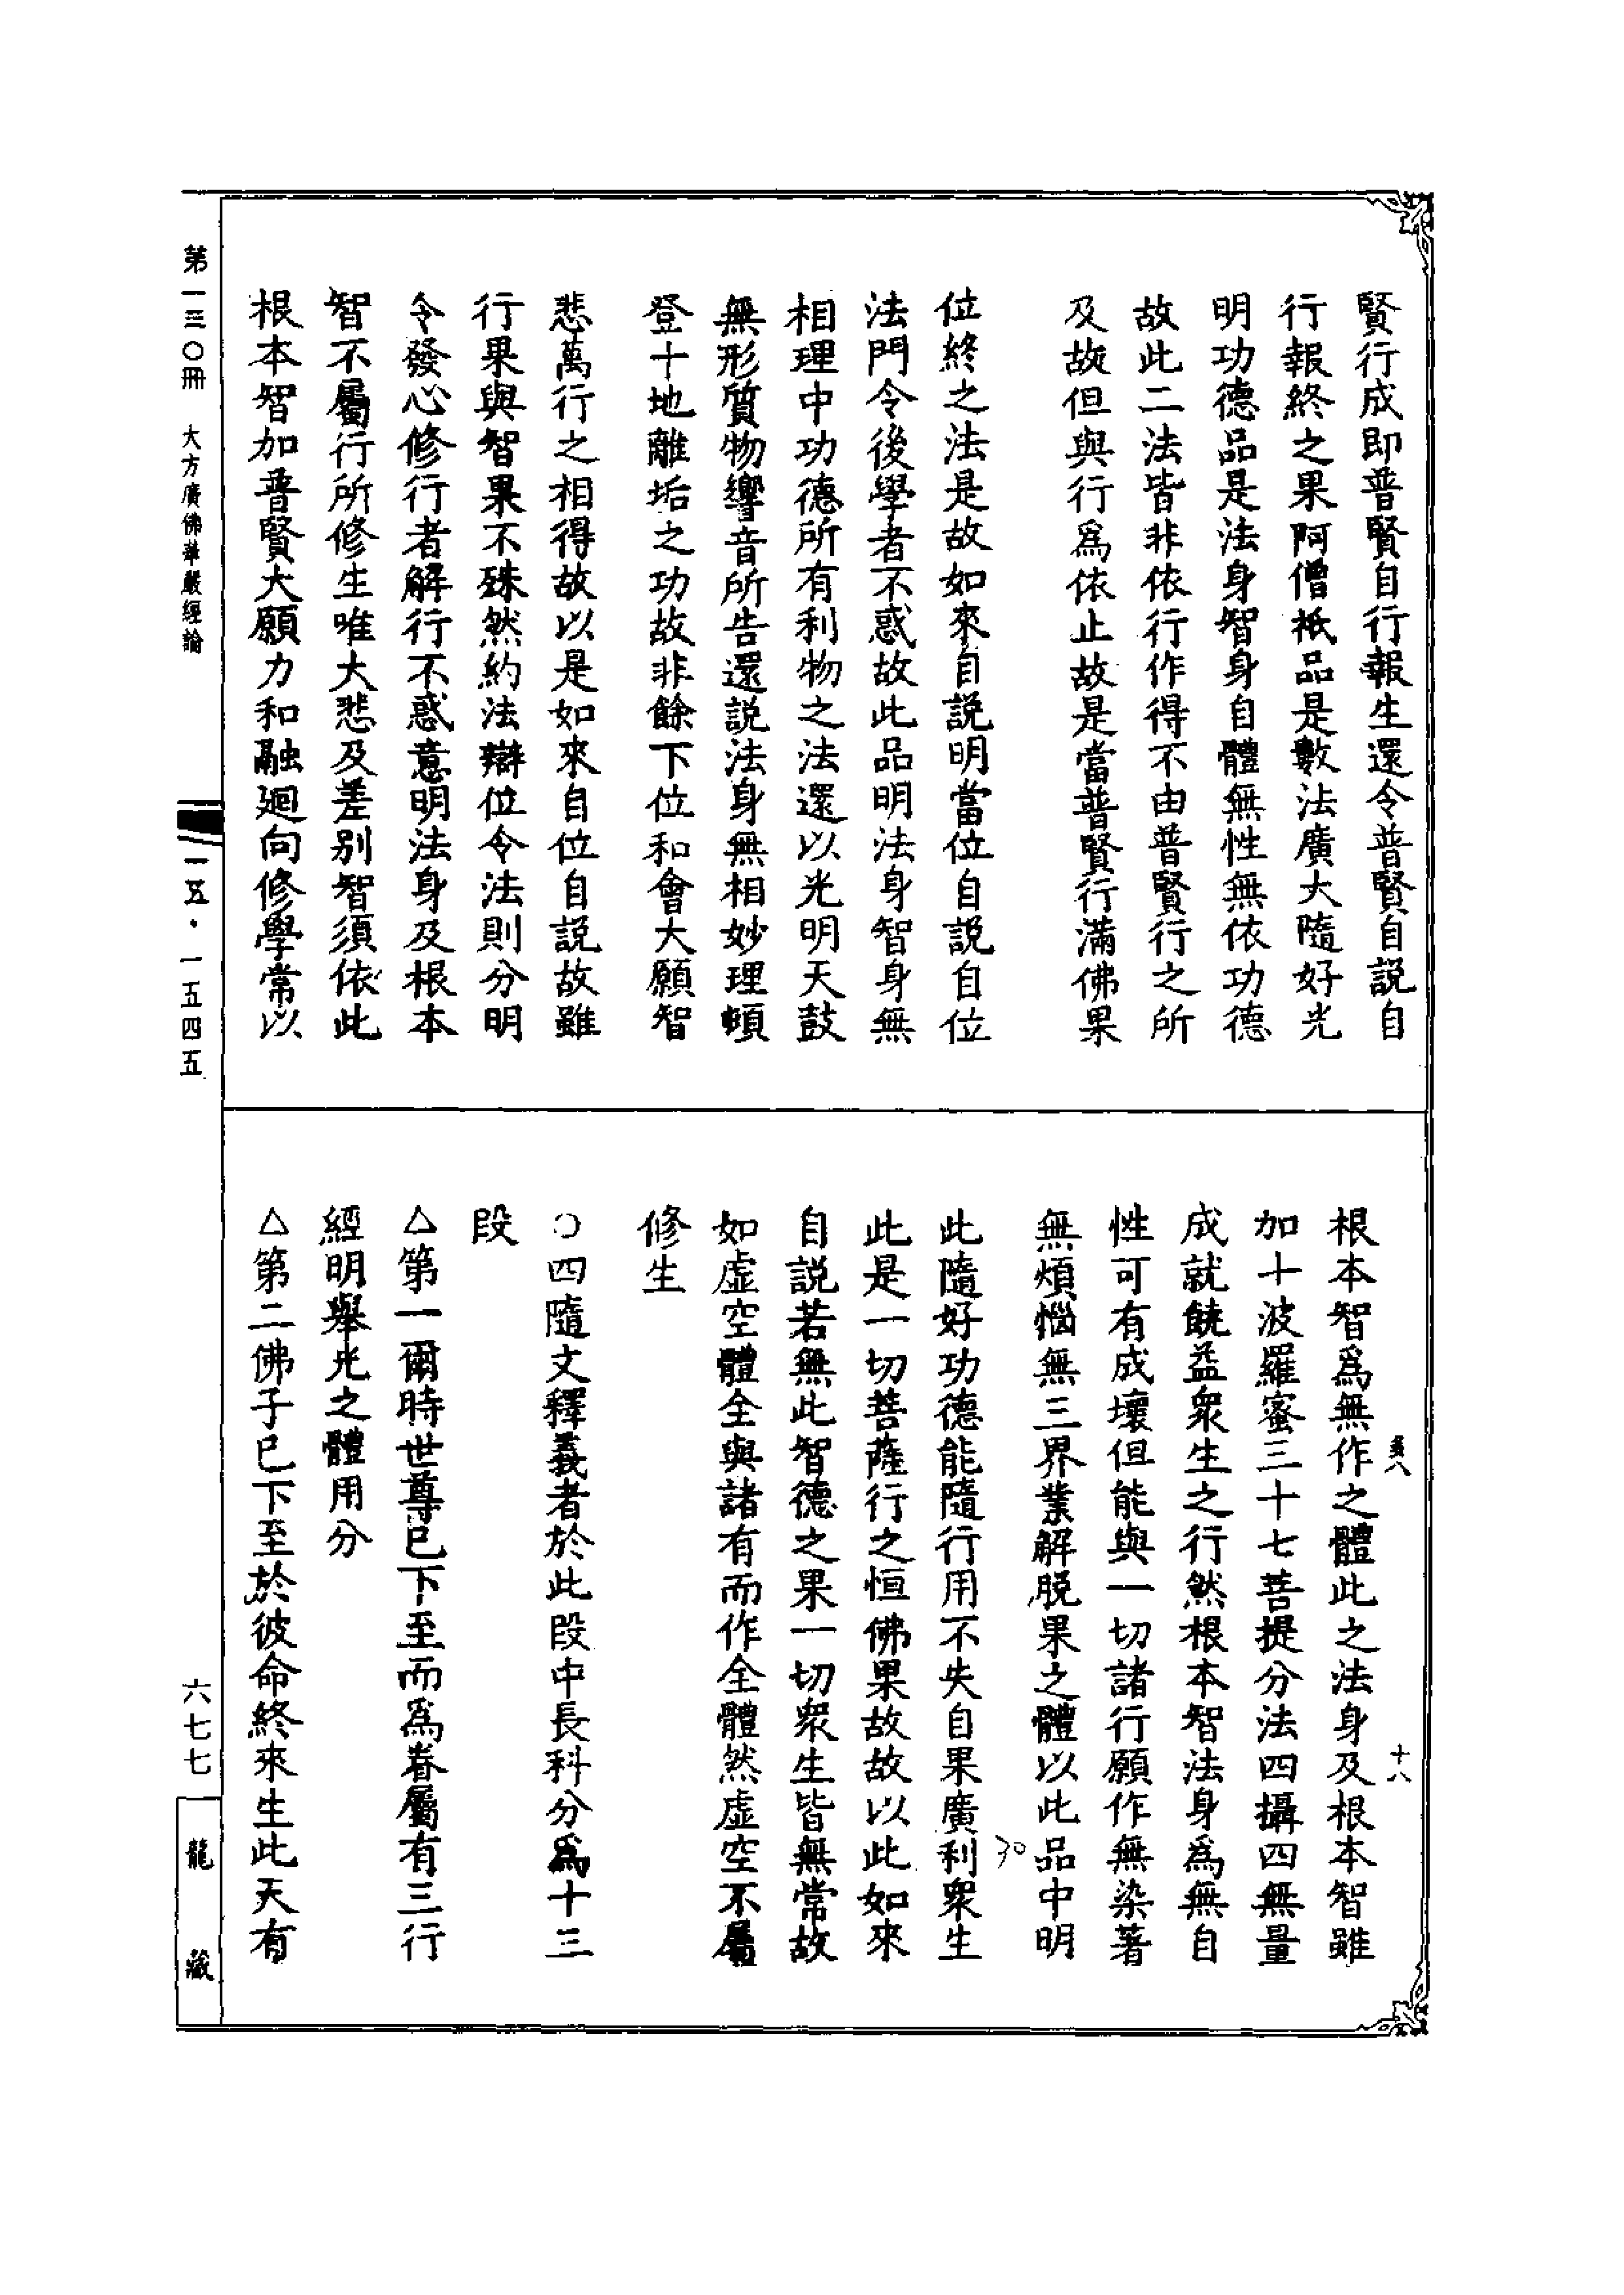 賢行成即普賢自行報生還令普賢自説自
行報終之果阿僧祇品是數法廣大隨好光
明功德品是法身智身自體無性無依功德
故此二法皆非依行作得不由普賢行之所
及故但與行爲依止故是當普賢行滿佛果
位終之法是故如來自説明當位自説自位
法門令後學者不惑故此品明法身智身無
相理中功德所有利物之法還以光明天鼓
無形質物響音所告還説法身無相妙理頓
登十地離垢之功故非餘下位和會大願智
悲萬行之相得故以是如來自位自説故雖
行果與智果不殊然約法辯位令法則分明
令發心修行者解行不惑意明法身及根本
智不屬行所修生唯大悲及差別智須依此
根本智加普賢大願力和融迴向修學常以
根本智爲無作之體此之法身及根本智雖
加十波羅蜜三十七菩提分法四攝四無量
成就饒益衆生之行然根本智法身爲無自
性可有成壞但能與一切諸行願作無染著
無煩惱無三界業解脱果之體以此品中明
此隨好功德能隨行用不失自果廣利衆生
此是一切菩薩行之恒佛果故故以此如來
自説若無此智德之果一切衆生皆無常故
如虛空體全與諸有而作全體然虛空不屬
修生
○四隨文釋義者於此段中長科分爲十三
段
△第一爾時世尊已下至而爲眷屬有三行
經明舉光之體用分
△第二佛子已下至於彼命終來生此天有
十八
30
第一三〇冊 大方廣佛華嚴經論
一五·一五四五
六七七
龍藏